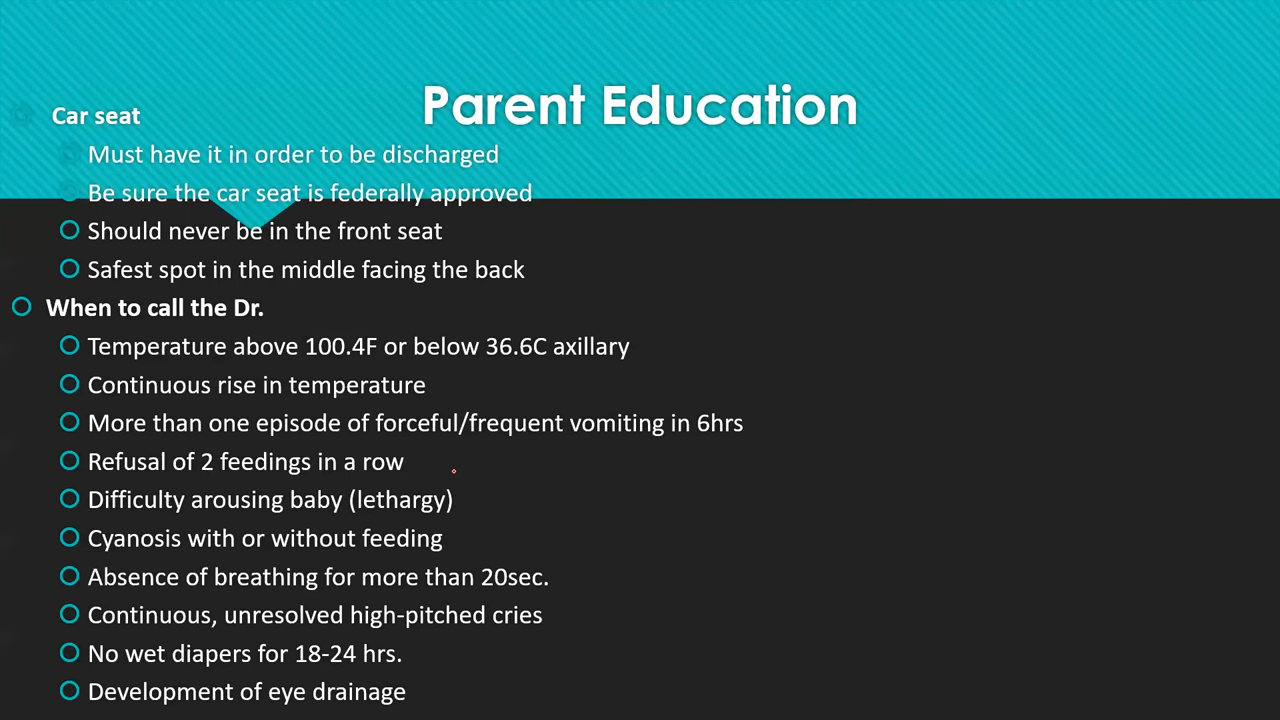 Parent Education
Car seat
Must have it in order to be discharged
Be sure the car seat is federally approved
Should never be in the front seat
Safest spot in the middle facing the back
When to call the Dr.
Temperature above 100.4F or below 36.6C axillary
Continuous rise in temperature
More than one episode of forceful/frequent vomiting in 6hrs
Refusal of 2 feedings in a row
Difficulty arousing baby (lethargy)
Cyanosis with or without feeding
Absence of breathing for more than 20sec.
Continuous, unresolved high-pitched cries
No wet diapers for 18-24 hrs.
Development of eye drainage